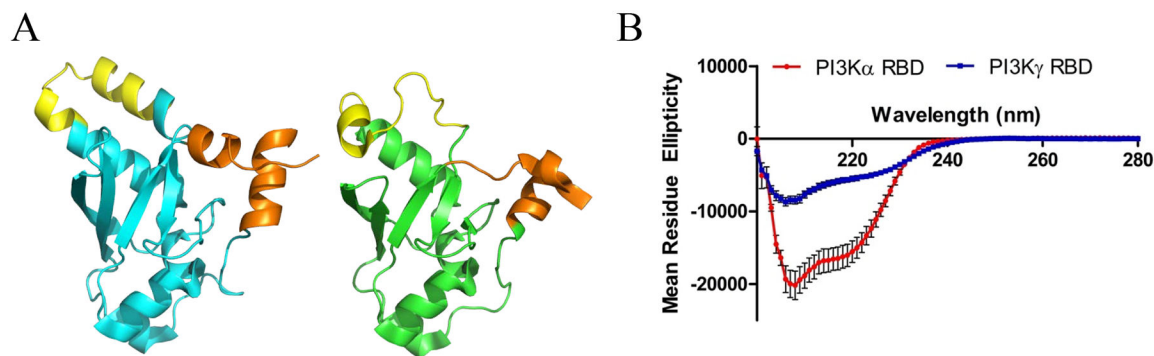 A
B
PI3Kα RBD
PI3Kγ RBD
Wavelength (nm)
Mean Residue Ellipticity
10000
0
-10000
-20000
220
240
260
280